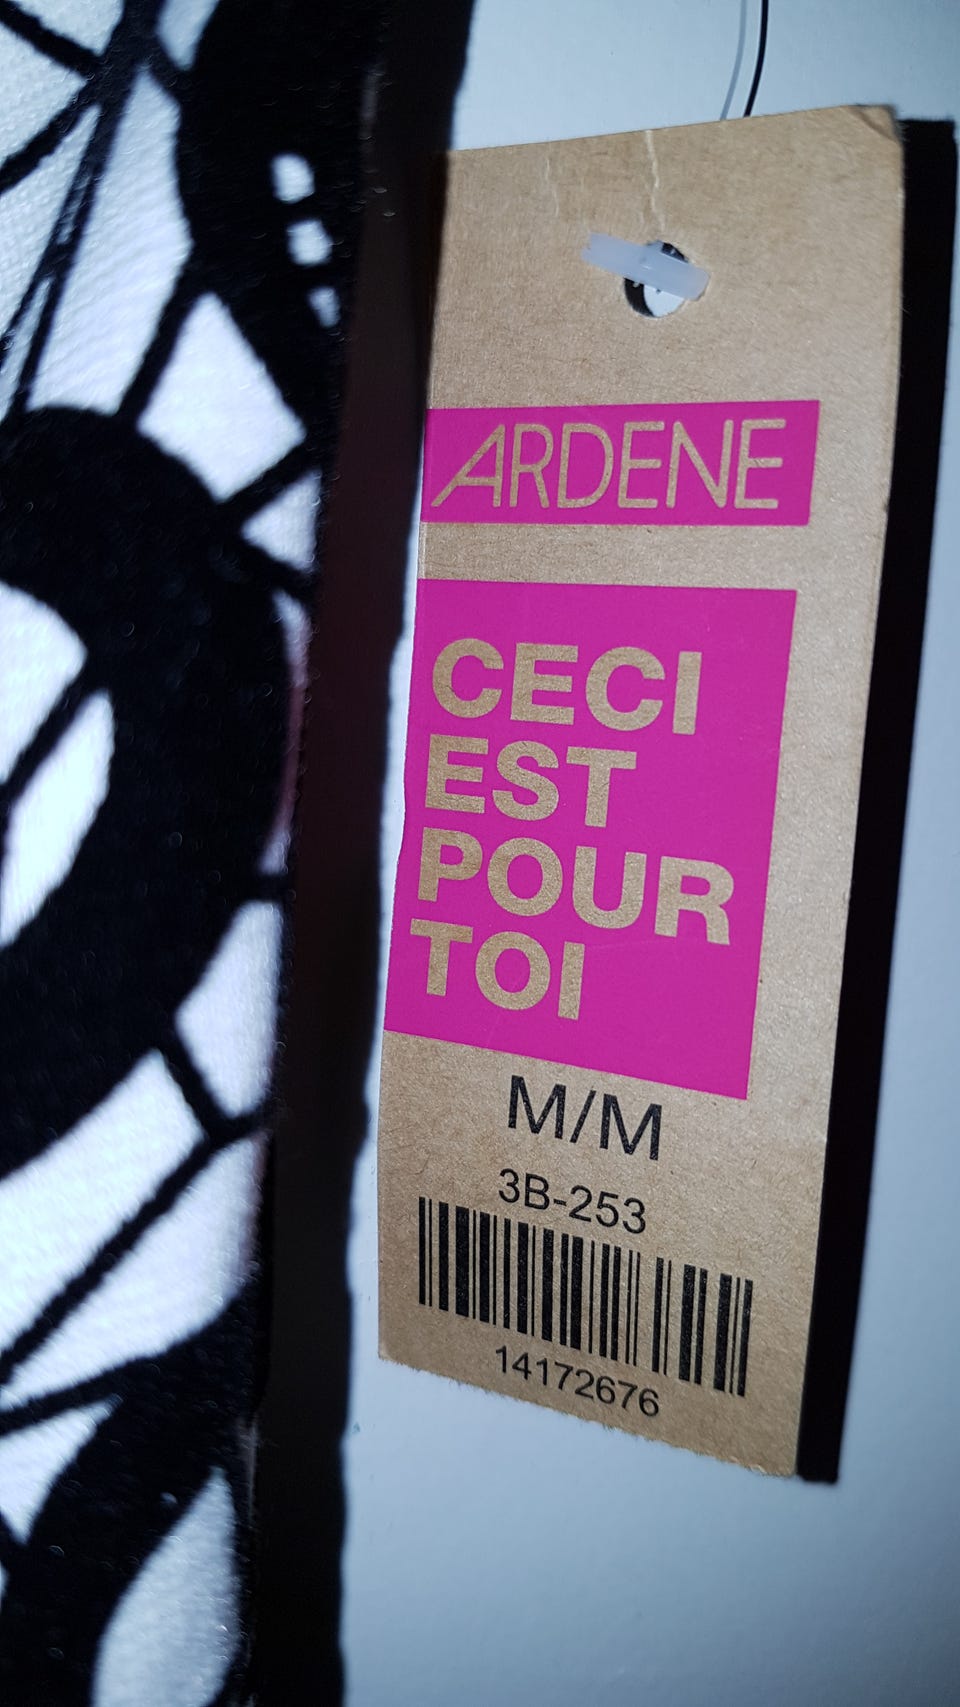 ARDENE
CECI
EST
POUR
TOI
M/M
3B-253
14172676